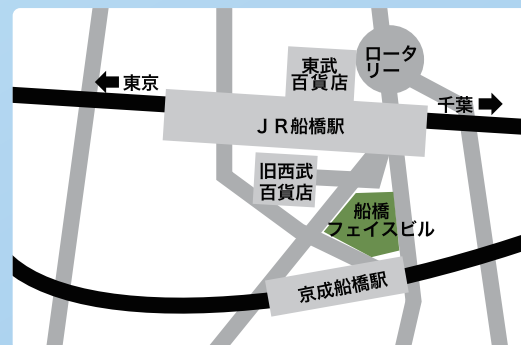 ロータ
リー
東武
百貨店
東京
千葉
ＪＲ船橋駅
旧西武
百貨店
船橋
フェイスビル
京成船橋駅